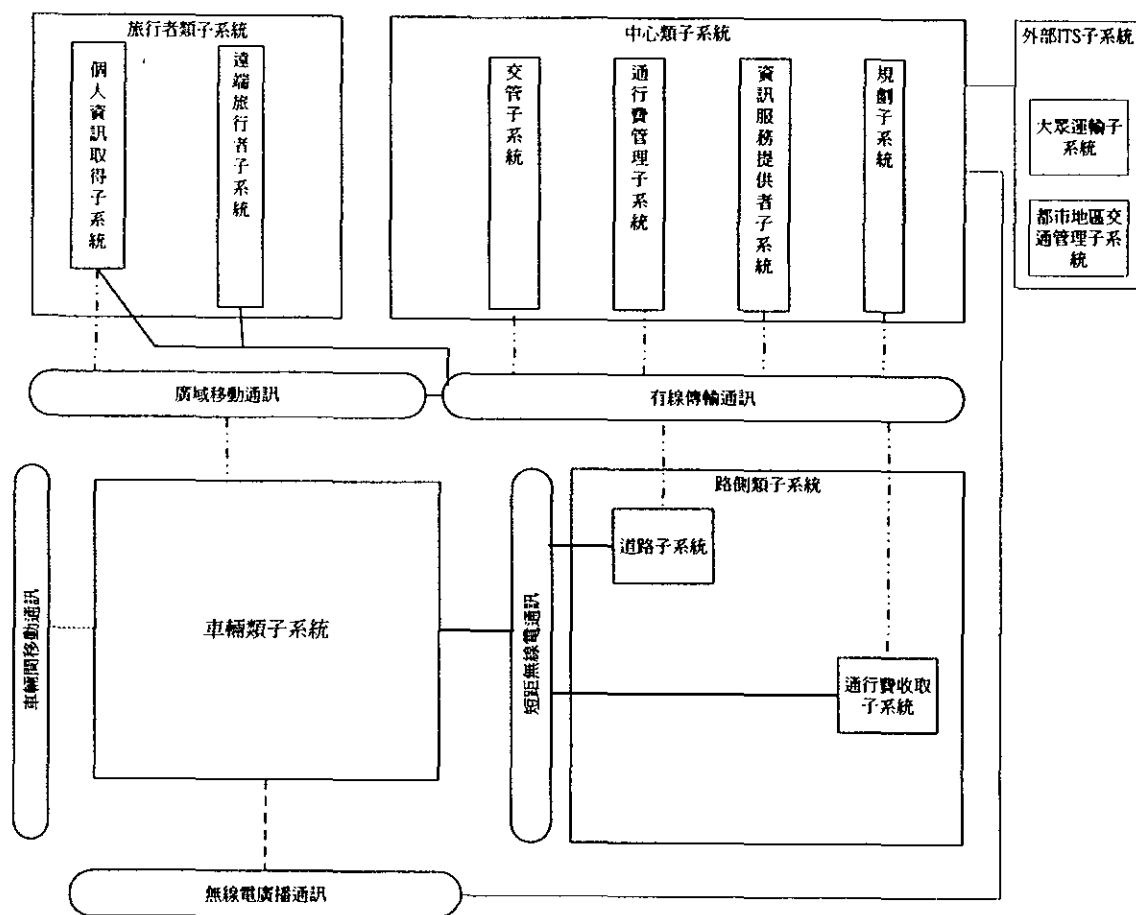 旅行者類子系統
個人資訊取得子系統
遠端旅行者子系統
中心類子系統
交管子系統
通行費管理子系統
資訊服務提供者子系統
規劃子系統
外部ITS子系統
大眾運輸子
系統
都市地區交
通管理子系
統
廣域移動通訊
有線傳輸通訊
車輛間移動通訊
車輛類子系統
短距無線電通訊
路側類子系統
道路子系統
通行費收取
子系統
無線電廣播通訊